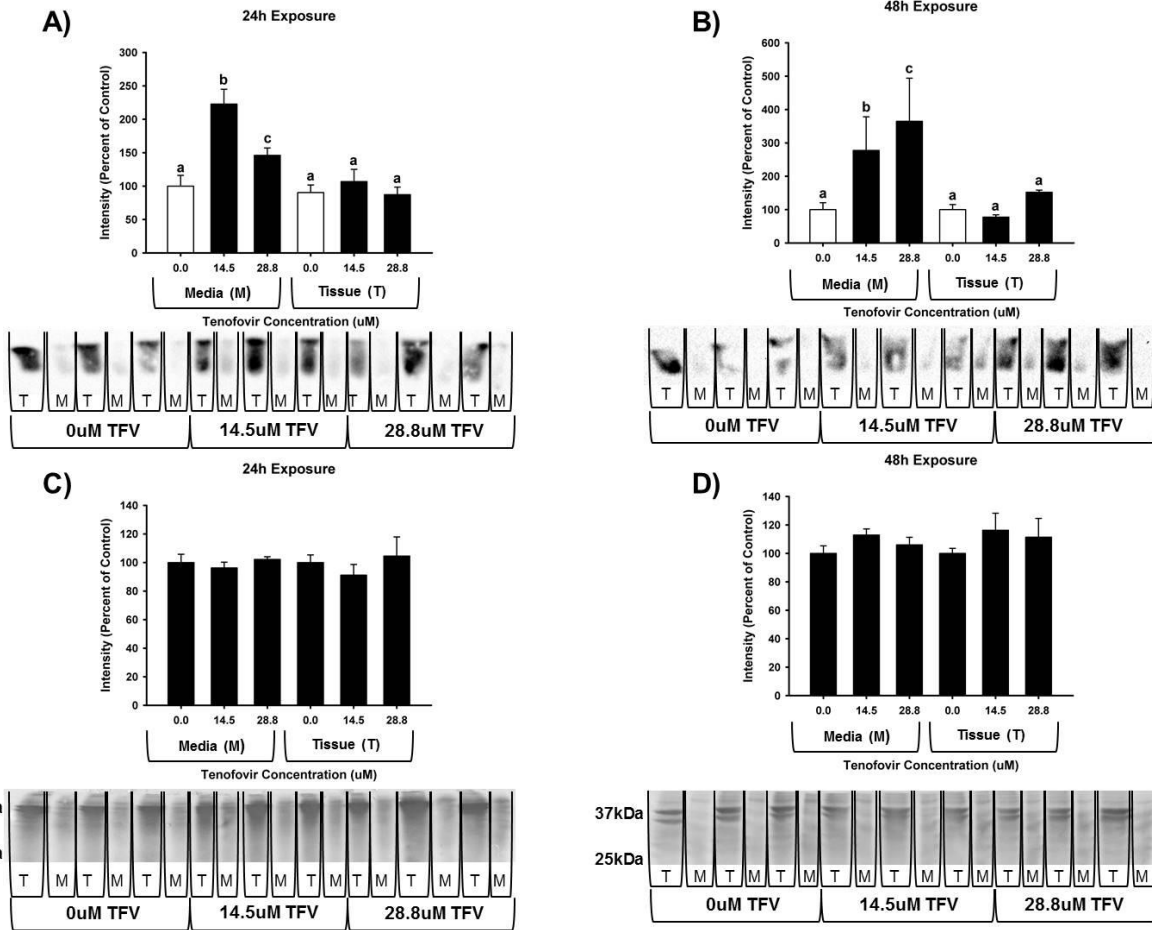 A)
24h Exposure
Intensity (Percent of Control)
300
250
200
150
100
50
0
a
b
c
a
a
a
0.0 14.5 28.8 0.0 14.5 28.8
Media (M) Tissue (T)
Tenofovir Concentration (uM)
T M T M T M T M T M T M T M T M T M
0uM TFV 14.5uM TFV 28.8uM TFV
B)
48h Exposure
Intensity (Percent of Control)
600
500
400
300
200
100
0
a
b
c
a
a
a
0.0 14.5 28.8 0.0 14.5 28.8
Media (M) Tissue (T)
Tenofovir Concentration (uM)
T M T M T M T M T M T M T M T M T M
0uM TFV 14.5uM TFV 28.8uM TFV
C)
24h Exposure
Intensity (Percent of Control)
140
120
100
80
60
40
20
0
0.0 14.5 28.8 0.0 14.5 28.8
Media (M) Tissue (T)
Tenofovir Concentration (uM)
T M T M T M T M T M T M T M T M T M
0uM TFV 14.5uM TFV 28.8uM TFV
D)
48h Exposure
Intensity (Percent of Control)
140
120
100
80
60
40
20
0
0.0 14.5 28.8 0.0 14.5 28.8
Media (M) Tissue (T)
Tenofovir Concentration (uM)
37kDa
25kDa
T M T M T M T M T M T M T M T M T M
0uM TFV 14.5uM TFV 28.8uM TFV